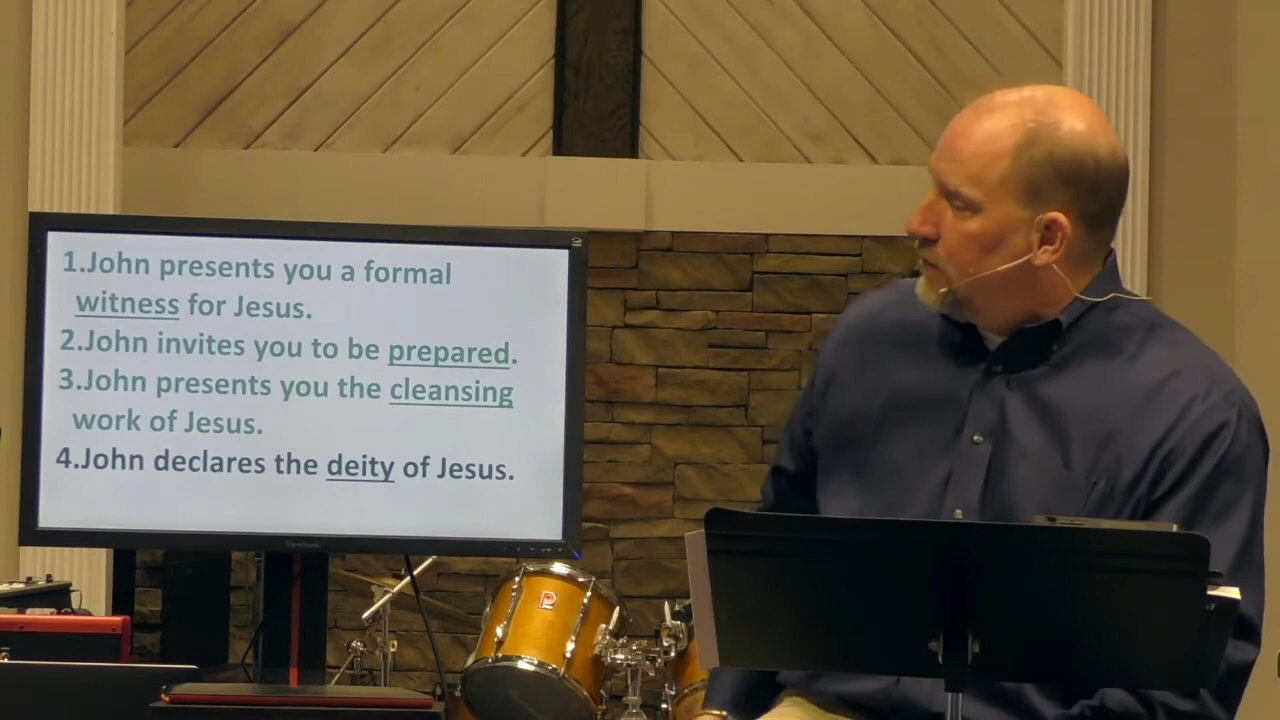 1.John presents you a formal
witness for Jesus.
2.John invites you to be prepared.
3.John presents you the cleansing
work of Jesus.
4.John declares the deity of Jesus.
ViewSonic
P